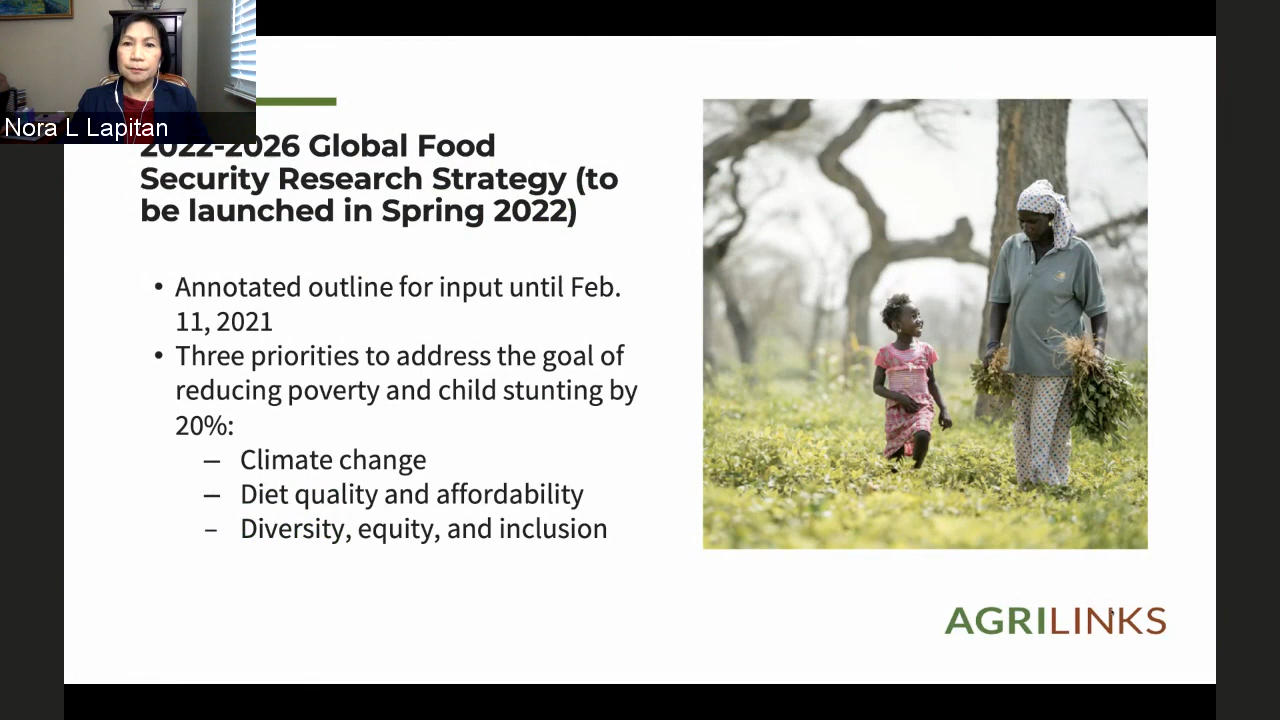 Nora L Lapitan
2022-2026 Global Food
Security Research Strategy (to
be launched in Spring 2022)
• Annotated outline for input until Feb.
11, 2021
• Three priorities to address the goal of
reducing poverty and child stunting by
20%:
– Climate change
– Diet quality and affordability
– Diversity, equity, and inclusion
AGRILINKS